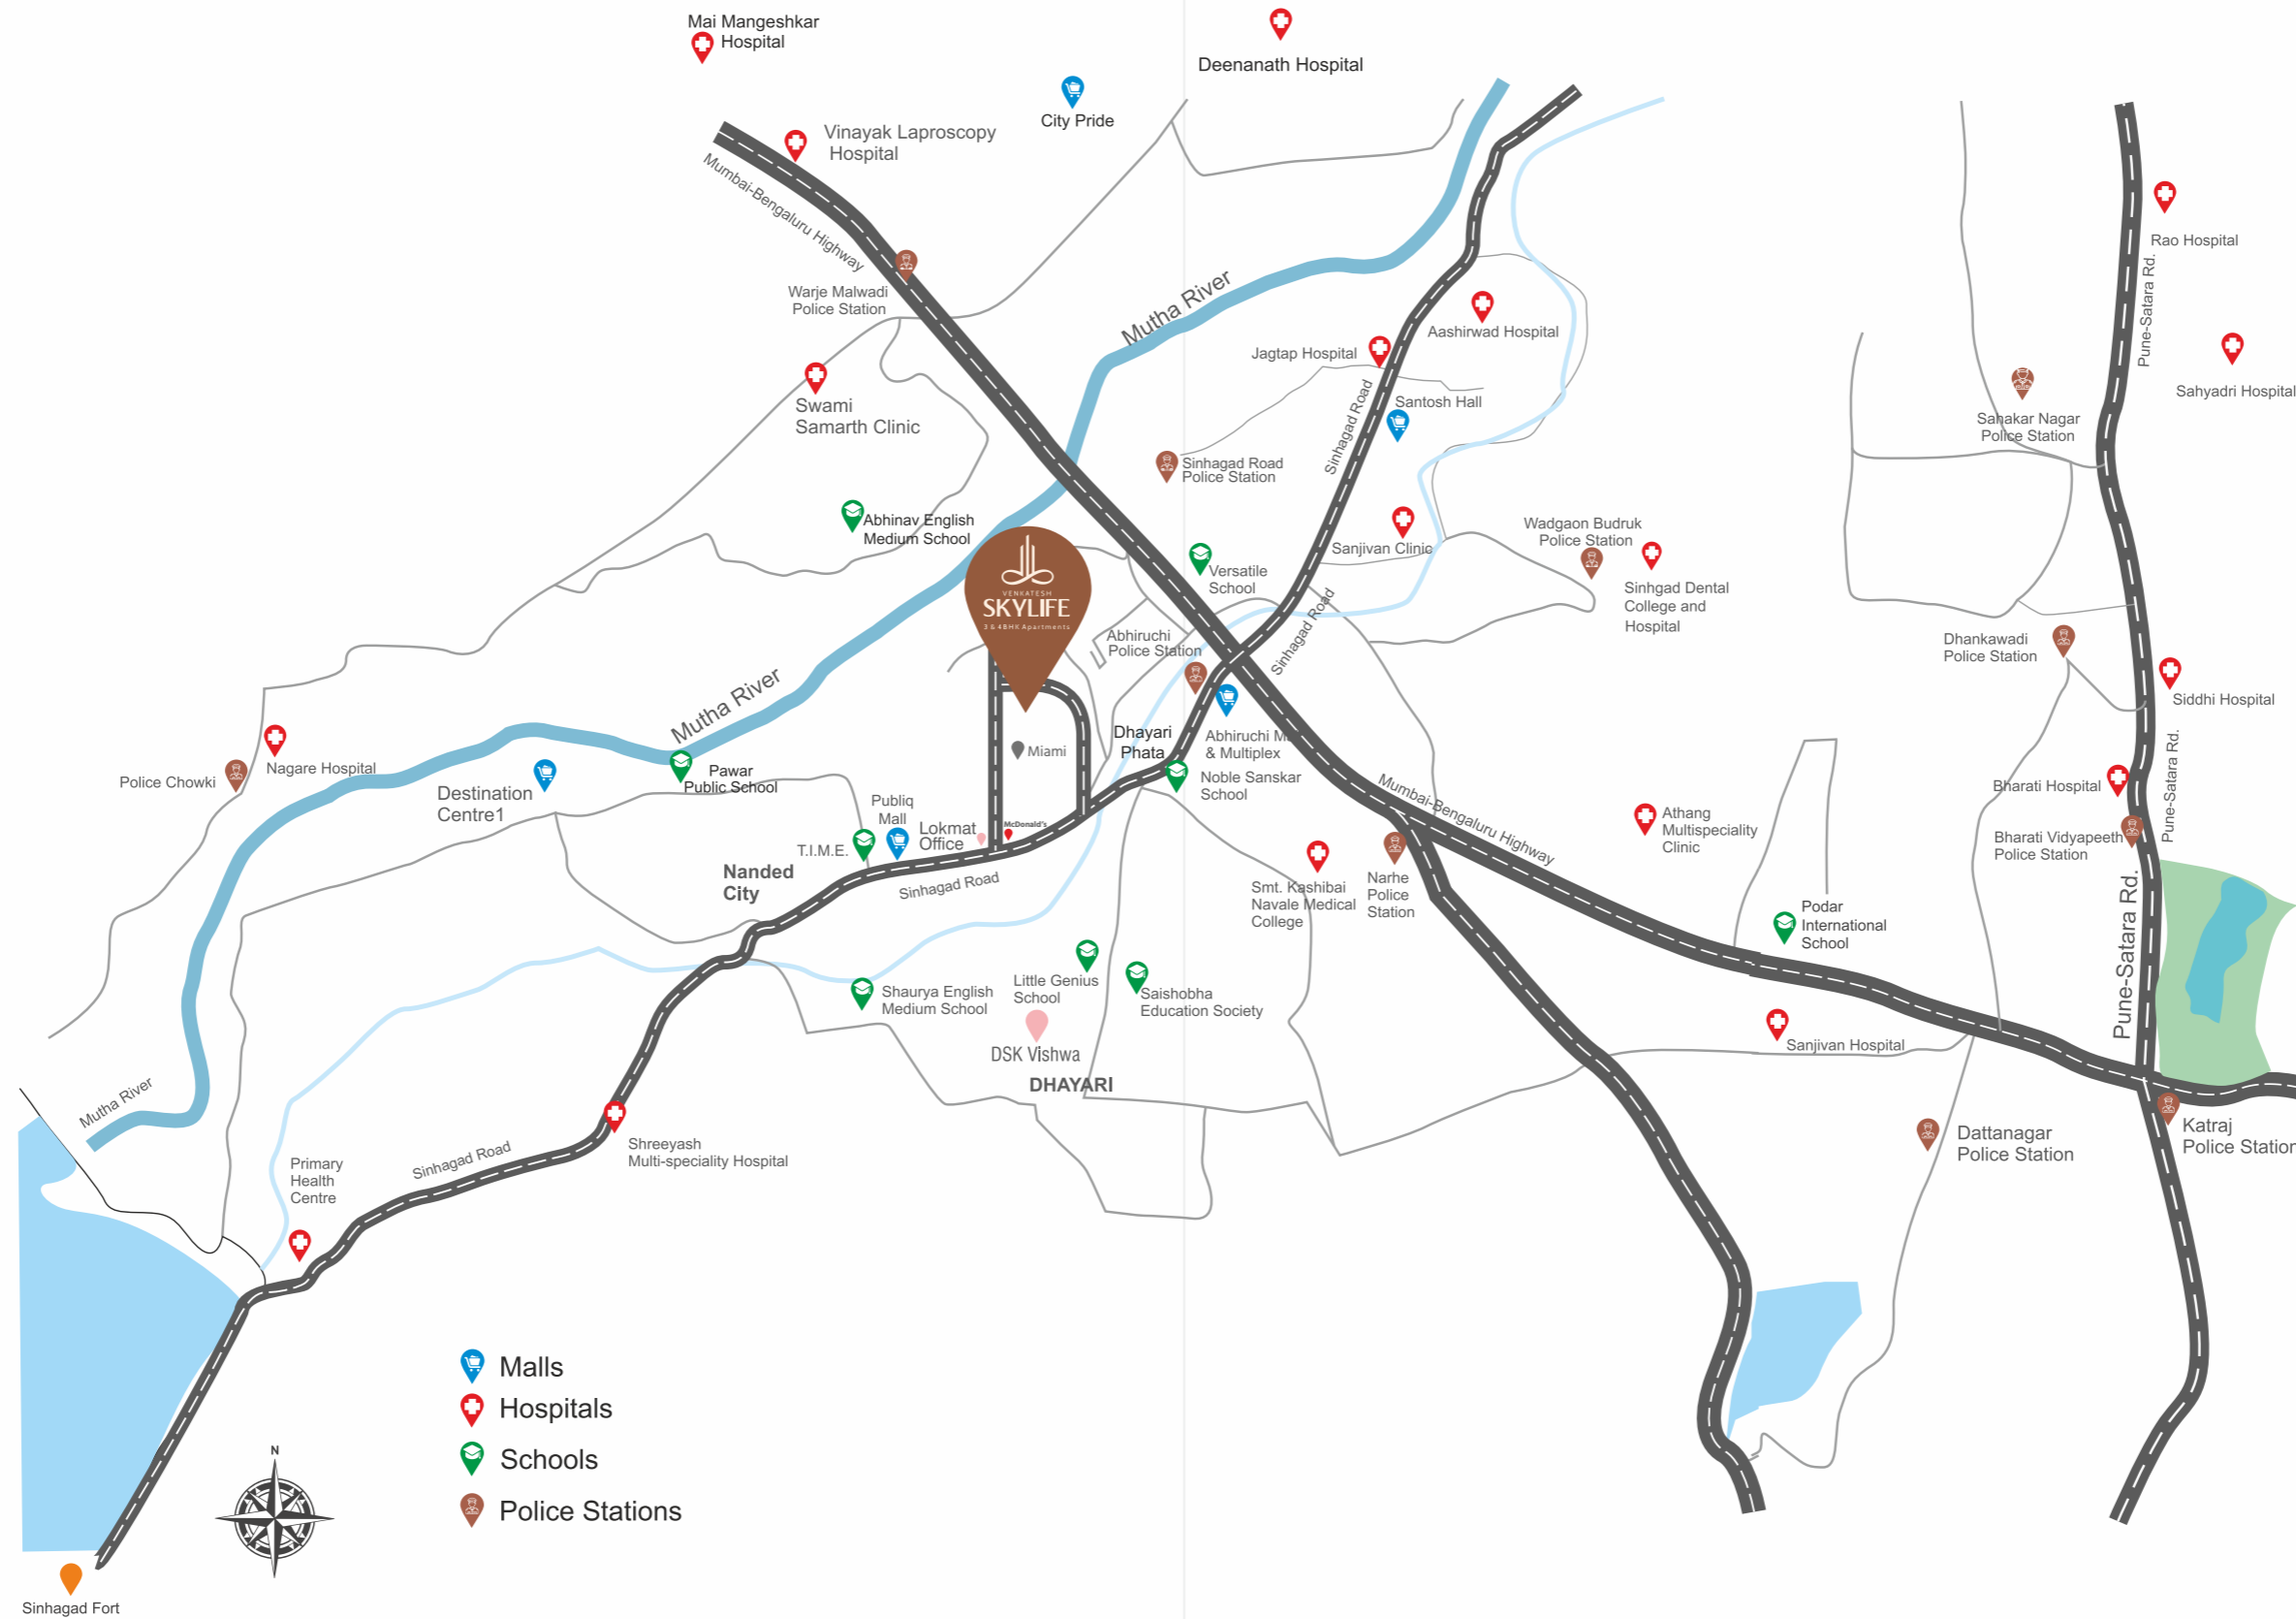 Mai Mangeshkar
Hospital
Deenanath Hospital
City Pride
Vinayak Laproscopy
Hospital
Mumbai-Bengaluru Highway
Rao Hospital
Warje Malwadi
Police Station
Mutha River
Pune-Satara Rd.
Aashirwad Hospital
Jagtap Hospital
Sahyadri Hospital
Swami
Samarth Clinic
Sinhagad Road
Santosh Hall
Sahakar Nagar
Police Station
Sinhagad Road
Police Station
Abhinav English
Medium School
Wadgaon Budruk
Police Station
Sanjivan Clinic
Versatile
School
Sinhgad Dental
College and
Hospital
VENKATESH
SKYLIFE
3 & 4 BHK Apartments
Sinhagad Road
Abhiruchi
Police Station
Dhankawadi
Police Station
Siddhi Hospital
Mutha River
Miami
Dhayari
Phata
Abhiruchi M
& Multiplex
Noble Sanskar
School
Nagare Hospital
Police Chowki
Pawar
Public School
Destination
Centre1
Publiq
Mall
Lokmat
Office
McDonald's
T.I.M.E.
Mumbai-Bengaluru Highway
Bharati Hospital
Pune-Satara Rd.
Athang
Multispeciality
Clinic
Bharati Vidyapeeth
Police Station
Nanded
City
Sinhagad Road
Smt. Kashibai
Navale Medical
College
Narhe
Police
Station
Podar
International
School
Pune-Satara Rd.
Little Genius
School
Shaurya English
Medium School
Saishobha
Education Society
DSK Vishwa
DHAYARI
Sanjivan Hospital
Mutha River
Shreeyash
Multi-speciality Hospital
Sinhagad Road
Primary
Health
Centre
Dattanagar
Police Station
Katraj
Police Station
Malls
Hospitals
Schools
Police Stations
N
Sinhagad Fort